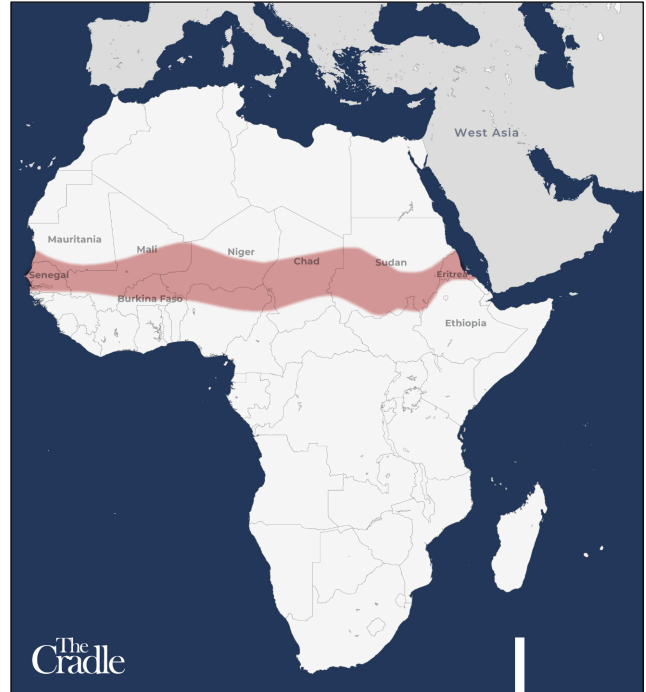 West Asia
Mauritania
Mali
Niger
Chad
Sudan
Senegal
Eritrea
Burkina Faso
Ethiopia
The
Cradle